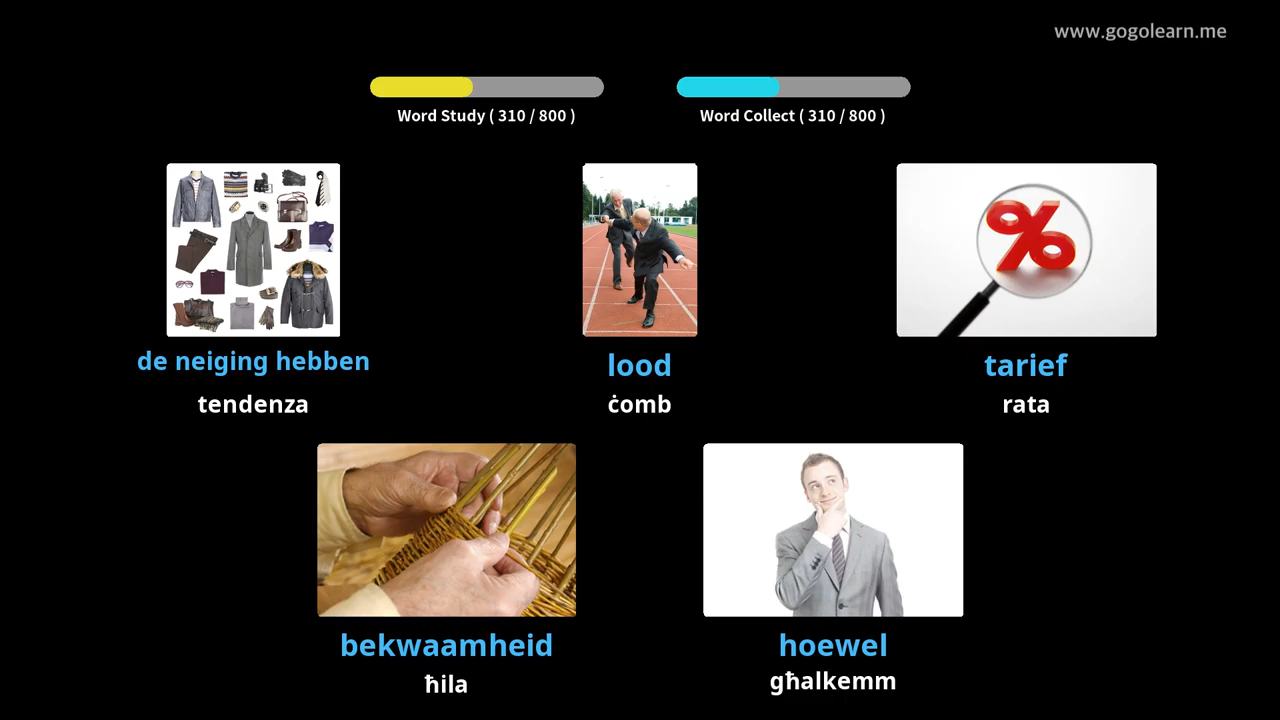 www.gogolearn.me
Word Study ( 310 / 800 )
Word Collect ( 310 / 800 )
de neiging hebben
tendenza
lood
ċomb
tarief
rata
bekwaamheid
ħila
hoewel
għalkemm